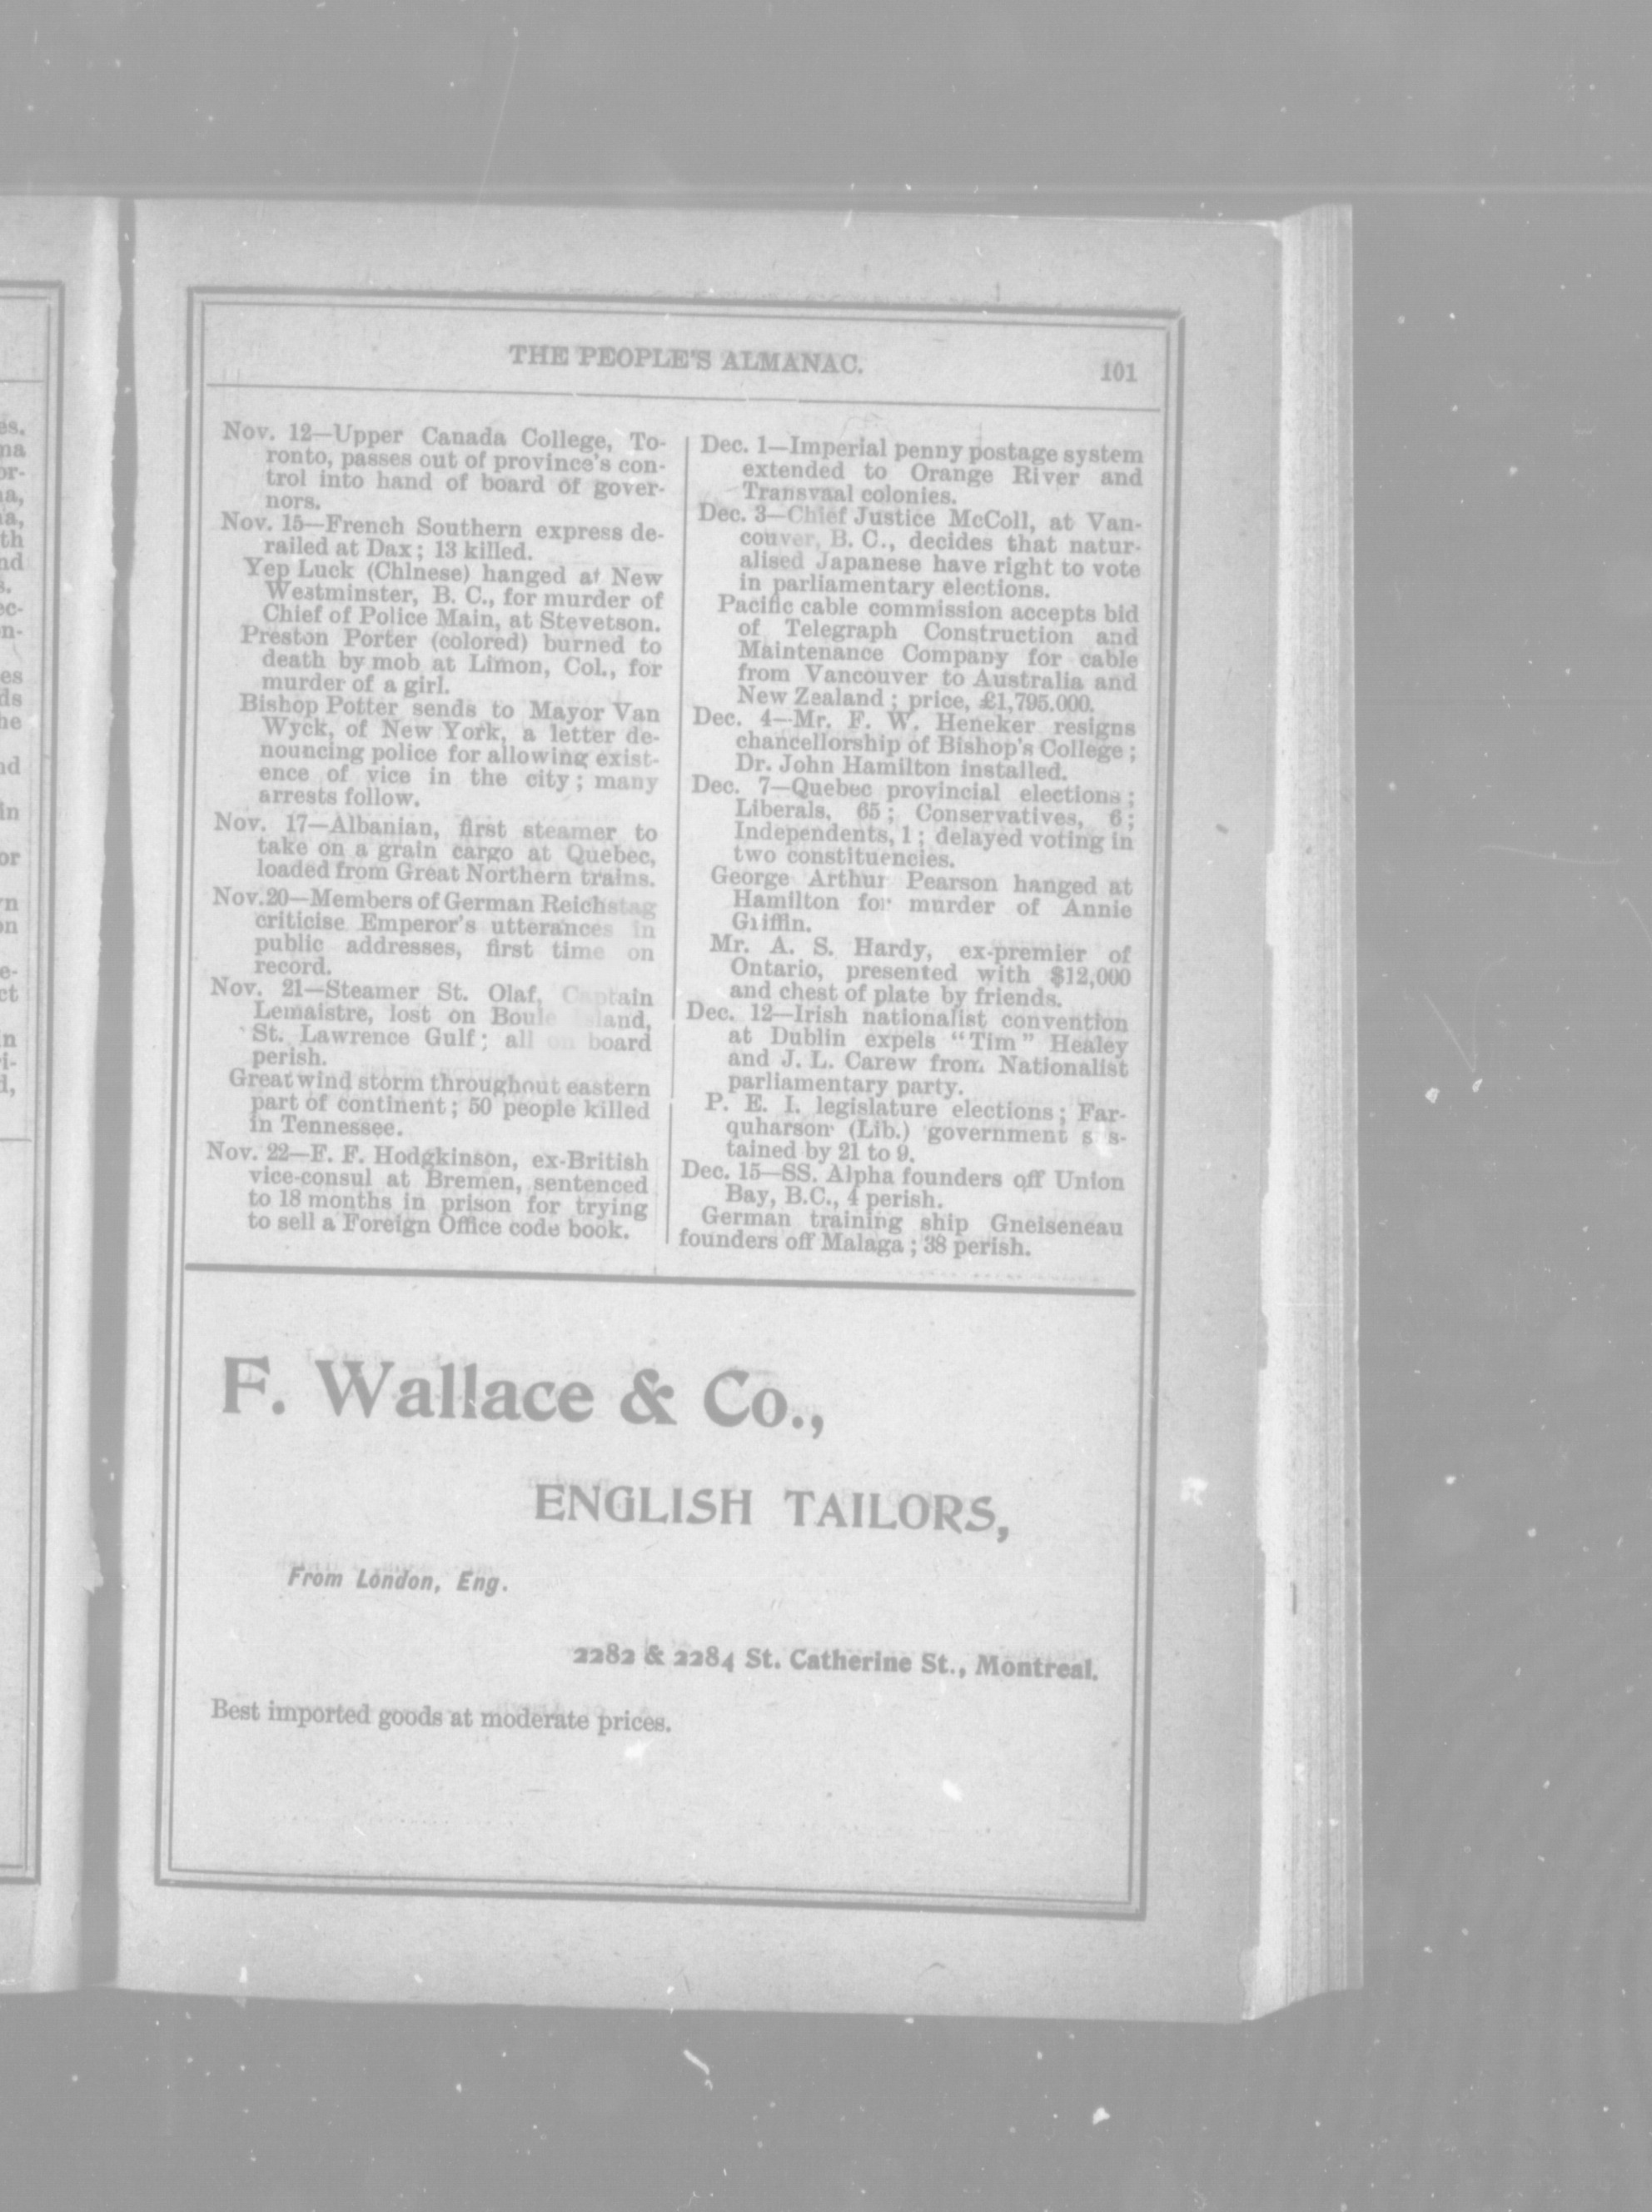 THE PEOPLE'S ALMANAC.
101
Nov. 12—Upper Canada College, To-
ronto, passes out of province's con-
trol into hand of board of gover-
nors.
Nov. 15—French Southern express de-
railed at Dax; 13 killed.
Yep Luck (Chinese) hanged at New
Westminster, B. C., for murder of
Chief of Police Main, at Stevetson.
Preston Porter (colored) burned to
death by mob at Limon, Col., for
murder of a girl.
Bishop Potter sends to Mayor Van
Wyck, of New York, a letter de-
nouncing police for allowing exist-
ence of vice in the city; many
arrests follow.
Nov. 17—Albanian, first steamer to
take on a grain cargo at Quebec,
loaded from Great Northern trains.
Nov.20—Members of German Reichstag
criticise Emperor's utterances in
public addresses, first time on
record.
Nov. 21—Steamer St. Olaf, Captain
Lemaistre, lost on Boule Island,
St. Lawrence Gulf; all on board
perish.
Great wind storm throughout eastern
part of continent; 50 people killed
in Tennessee.
Nov. 22—F. F. Hodgkinson, ex-British
vice-consul at Bremen, sentenced
to 18 months in prison for trying
to sell a Foreign Office code book.
Dec. 1—Imperial penny postage system
extended to Orange River and
Transvaal colonies.
Dec. 3—Chief Justice McColl, at Van-
couver, B. C., decides that natur-
alised Japanese have right to vote
in parliamentary elections.
Pacific cable commission accepts bid
of Telegraph Construction and
Maintenance Company for cable
from Vancouver to Australia and
New Zealand; price, £1,795.000.
Dec. 4—Mr. F. W. Heneker resigns
chancellorship of Bishop's College;
Dr. John Hamilton installed.
Dec. 7—Quebec provincial elections;
Liberals, 65; Conservatives, 6;
Independents, 1; delayed voting in
two constituencies.
George Arthur Pearson hanged at
Hamilton for murder of Annie
Griffin.
Mr. A. S. Hardy, ex-premier of
Ontario, presented with $12,000
and chest of plate by friends.
Dec. 12—Irish nationalist convention
at Dublin expels "Tim" Healey
and J. L. Carew from Nationalist
parliamentary party.
P. E. I. legislature elections; Far-
quharson (Lib.) government s s-
tained by 21 to 9.
Dec. 15—SS. Alpha founders off Union
Bay, B.C., 4 perish.
German training ship Gneiseneau
founders off Malaga; 38 perish.
F. Wallace & Co.,
ENGLISH TAILORS,
From London, Eng.
2282 & 2284 St. Catherine St., Montreal.
Best imported goods at moderate prices.